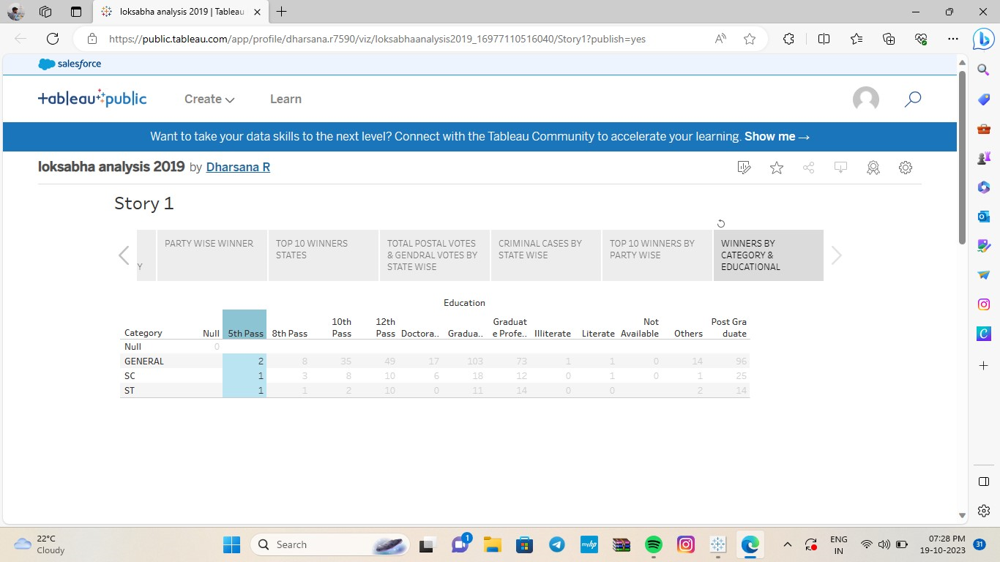 loksabha analysis 2019 | Tableau
https://public.tableau.com/app/profile/dharsana.r7590/viz/loksabhaanalysis2019_16977110516040/Story1?publish=yes
salesforce
+ableau public
Create
Learn
Want to take your data skills to the next level? Connect with the Tableau Community to accelerate your learning. Show me →
loksabha analysis 2019 by Dharsana R
Story 1
Y
PARTY WISE WINNER
TOP 10 WINNERS
STATES
TOTAL POSTAL VOTES
& GENDRAL VOTES BY
STATE WISE
CRIMINAL CASES BY
STATE WISE
TOP 10 WINNERS BY
PARTY WISE
WINNERS BY
CATEGORY &
EDUCATIONAL
Education
Category Null 5th Pass 8th Pass 10th Pass 12th Pass Doctora.. Gradua.. Graduat e Profe.. Illiterate Literate Not Available Others Post Gra duate
Null 0
GENERAL 2 8 35 49 17 103 73 1 1 0 14 96
SC 1 3 8 10 6 18 12 0 1 0 1 25
ST 1 1 2 10 0 11 14 0 0 2 14
22°C
Cloudy
Search
1
myhp
ENG
IN
07:28 PM
19-10-2023
31